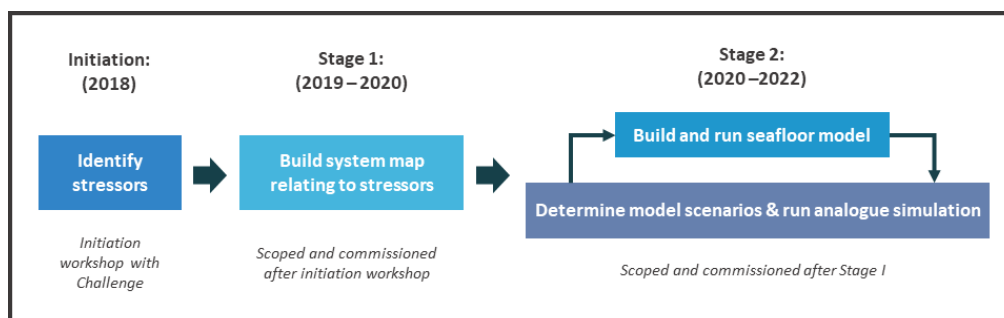 Initiation:
(2018)
Stage 1:
(2019 – 2020)
Stage 2:
(2020 –2022)
Identify
stressors
Build system map
relating to stressors
Build and run seafloor model
Determine model scenarios & run analogue simulation
Initiation
workshop with
Challenge
Scoped and commissioned
after initiation workshop
Scoped and commissioned after Stage I